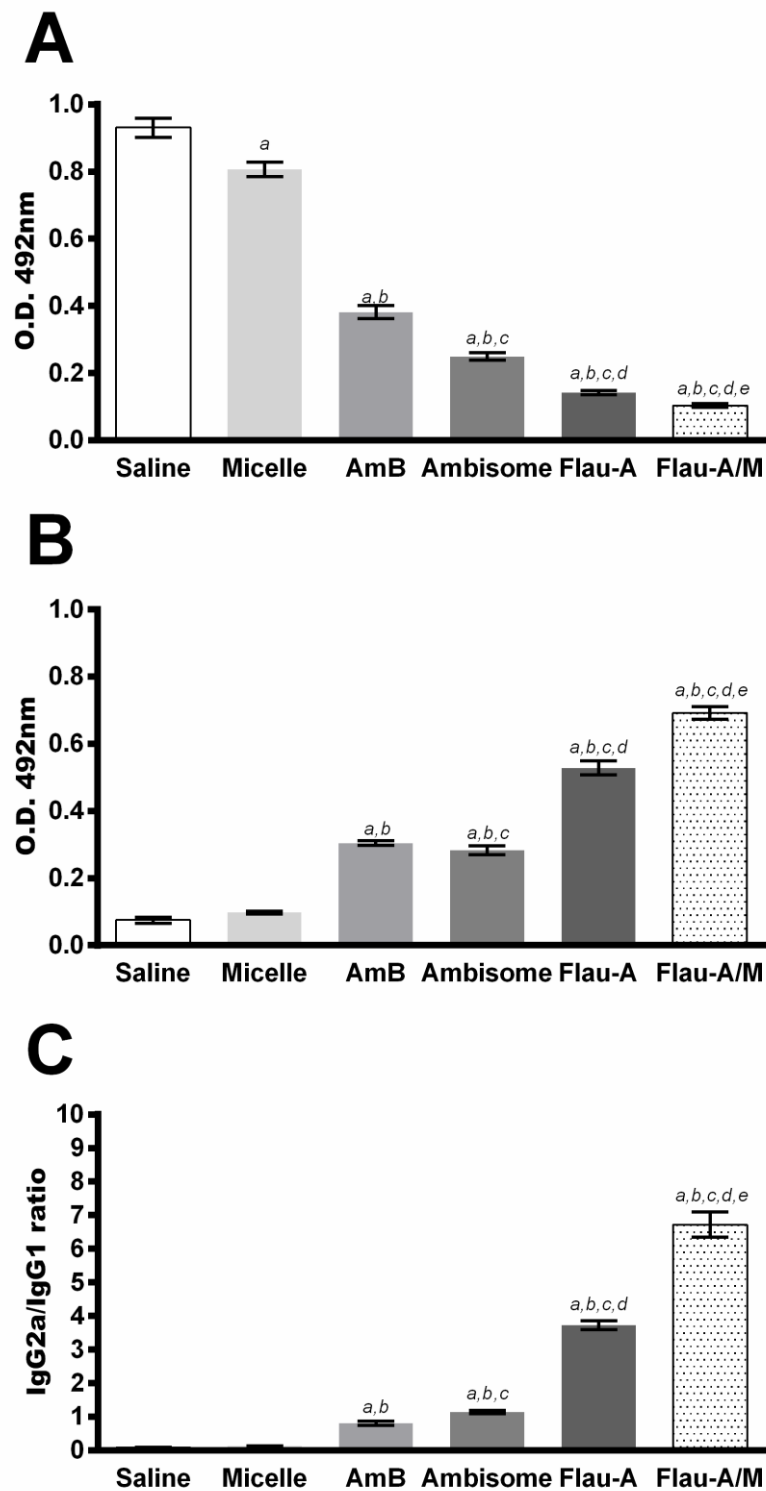 A
1.0
0.8
0.6
0.4
0.2
0.0
O.D. 492nm
a
a,b
a,b,c
a,b,c,d
a,b,c,d,e
Saline Micelle AmB Ambisome Flau-A Flau-A/M
B
1.0
0.8
0.6
0.4
0.2
0.0
O.D. 492nm
a,b
a,b,c
a,b,c,d
a,b,c,d,e
Saline Micelle AmB Ambisome Flau-A Flau-A/M
C
10
9
8
7
6
5
4
3
2
1
0
IgG2a/IgG1 ratio
a,b
a,b,c
a,b,c,d
a,b,c,d,e
Saline Micelle AmB Ambisome Flau-A Flau-A/M